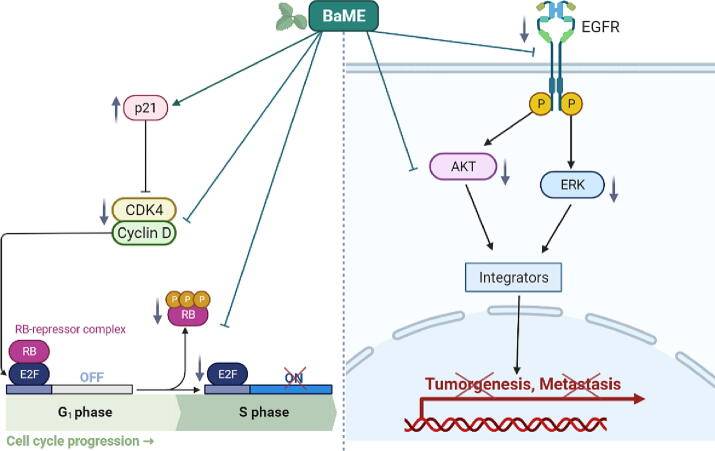 BaME
EGFR
p21
P P
AKT
ERK
CDK4
Cyclin D
Integrators
P P P
RB
RB-repressor complex
RB
E2F
OFF
E2F
ON
Tumorgenesis, Metastasis
G1 phase
S phase
Cell cycle progression →